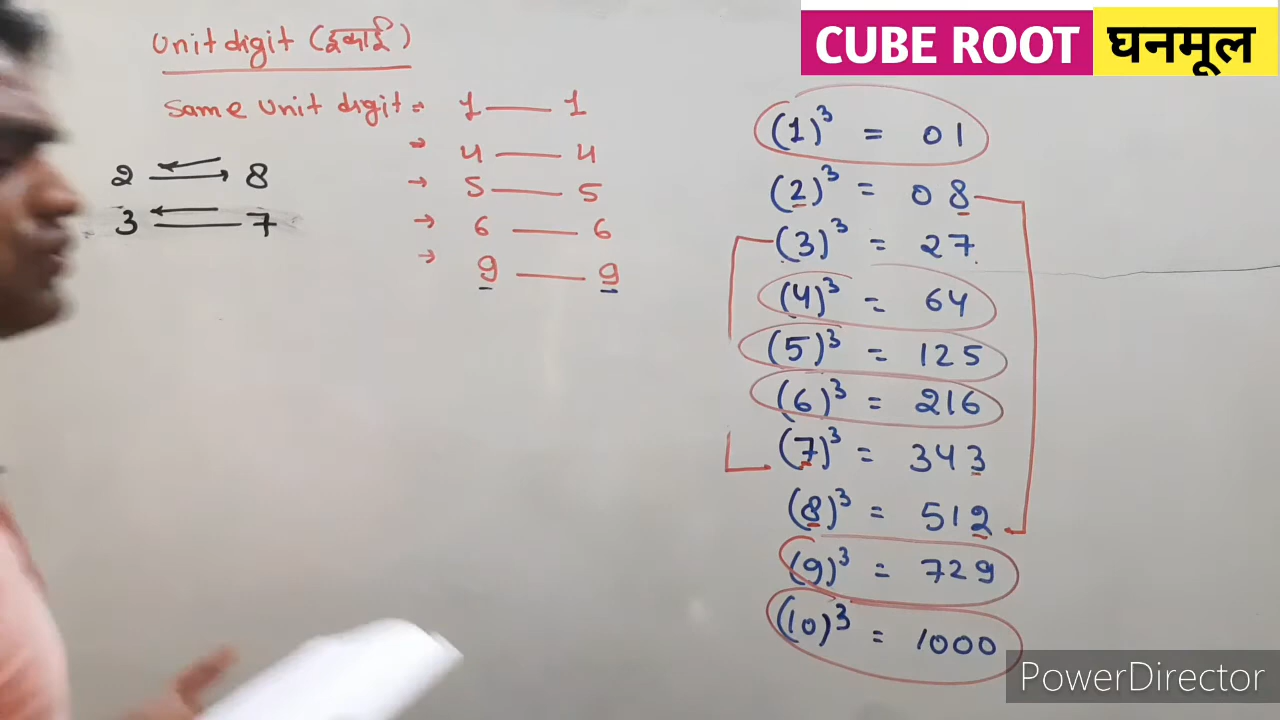 CUBE ROOT घनमूल
Unit digit (इकाई)
Same Unit digit :- 1 — 1
→ 4 — 4
→ 5 — 5
→ 6 — 6
→ 9 — 9
2 ⇄ 8
3 ← 7
(1)³ = 01
(2)³ = 08
(3)³ = 27
(4)³ = 64
(5)³ = 125
(6)³ = 216
(7)³ = 343
(8)³ = 512
(9)³ = 729
(10)³ = 1000
PowerDirector